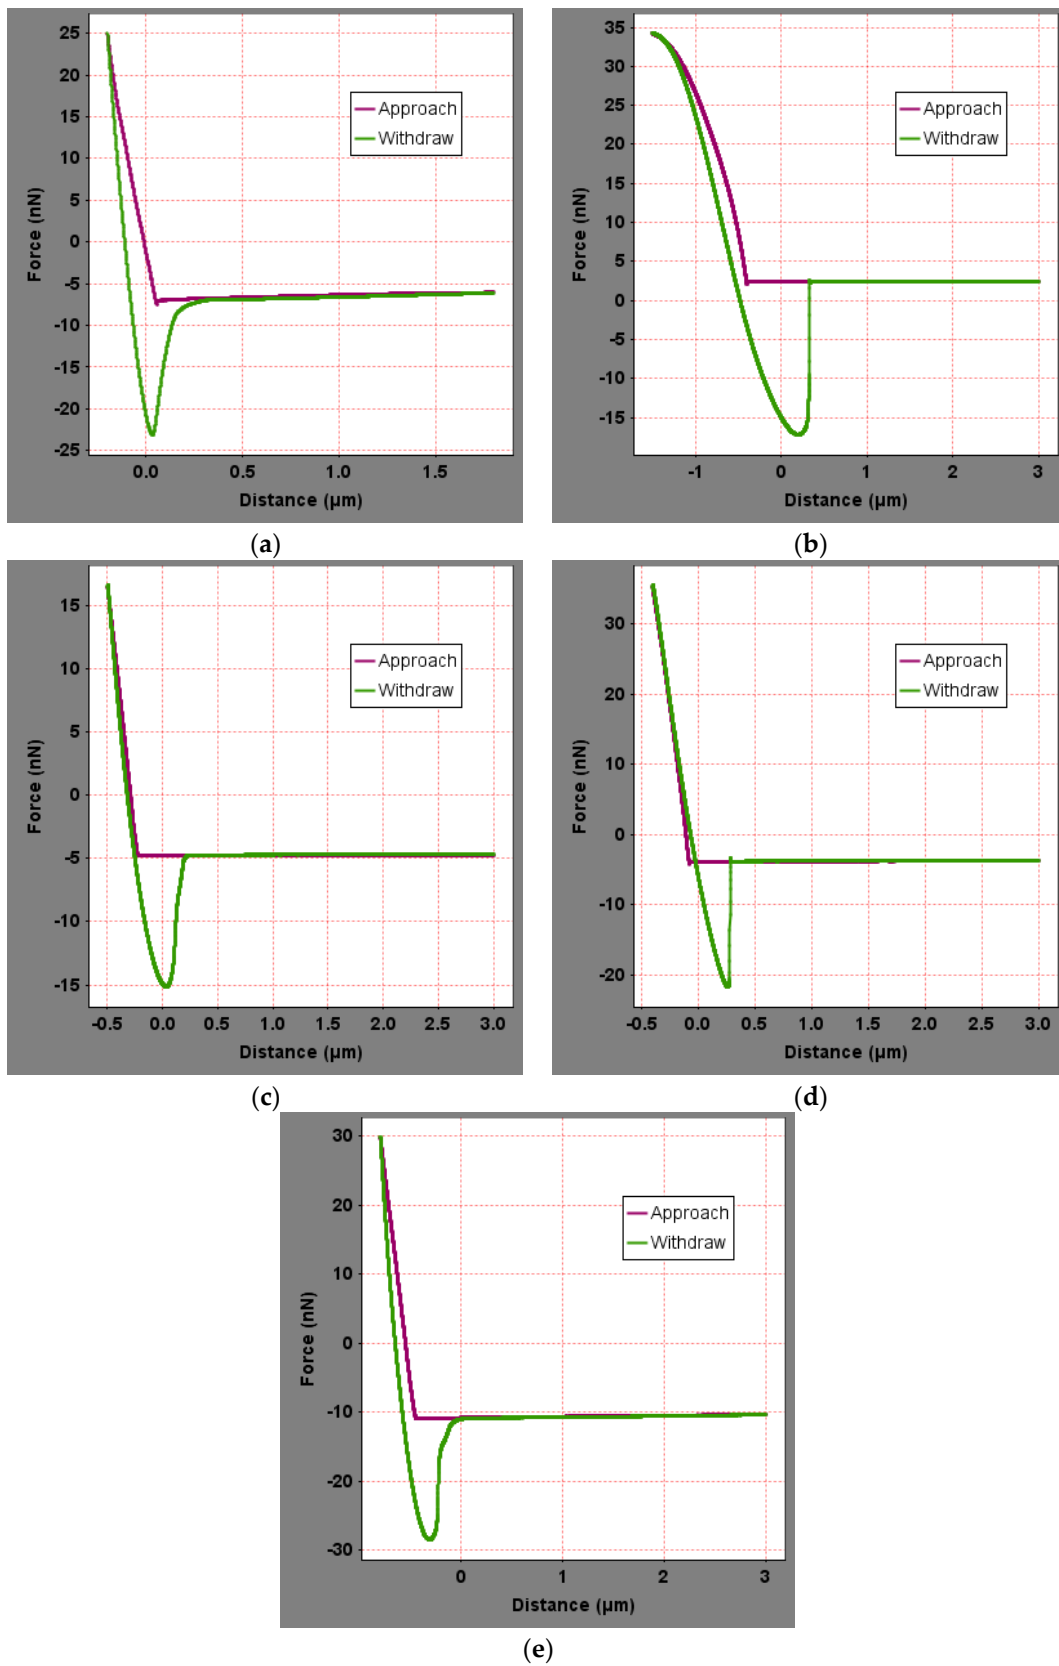 25
20
15
10
5
0
-5
-10
-15
-20
-25
Force (nN)
Approach
Withdraw
0.0 0.5 1.0 1.5
Distance (µm)
(a)
35
30
25
20
15
10
5
0
-5
-10
-15
Force (nN)
Approach
Withdraw
-1 0 1 2 3
Distance (µm)
(b)
15
10
5
0
-5
-10
-15
Force (nN)
Approach
Withdraw
-0.5 0.0 0.5 1.0 1.5 2.0 2.5 3.0
Distance (µm)
(c)
30
20
10
0
-10
-20
Force (nN)
Approach
Withdraw
-0.5 0.0 0.5 1.0 1.5 2.0 2.5 3.0
Distance (µm)
(d)
30
20
10
0
-10
-20
-30
Force (nN)
Approach
Withdraw
0 1 2 3
Distance (µm)
(e)